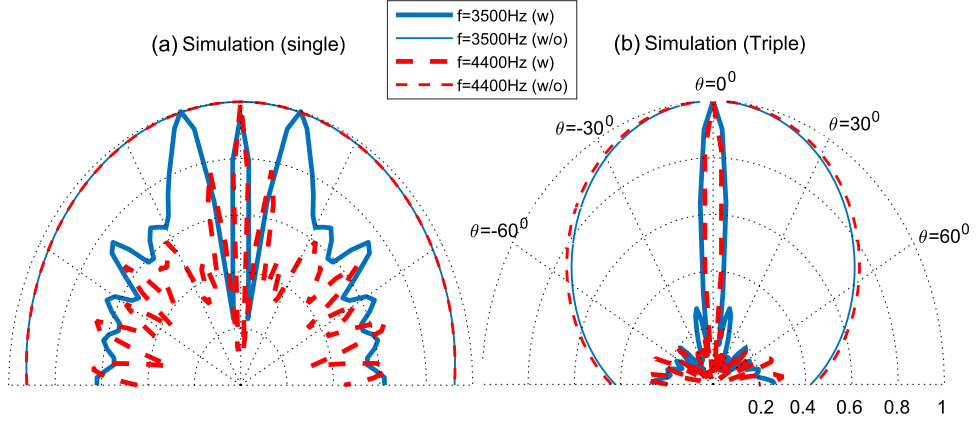 f=3500Hz (w)
f=3500Hz (w/o)
f=4400Hz (w)
f=4400Hz (w/o)
(a) Simulation (single)
(b) Simulation (Triple)
θ=0⁰
θ=-30⁰
30⁰
θ=-60⁰
60⁰
0.2 0.4 0.6 0.8 1